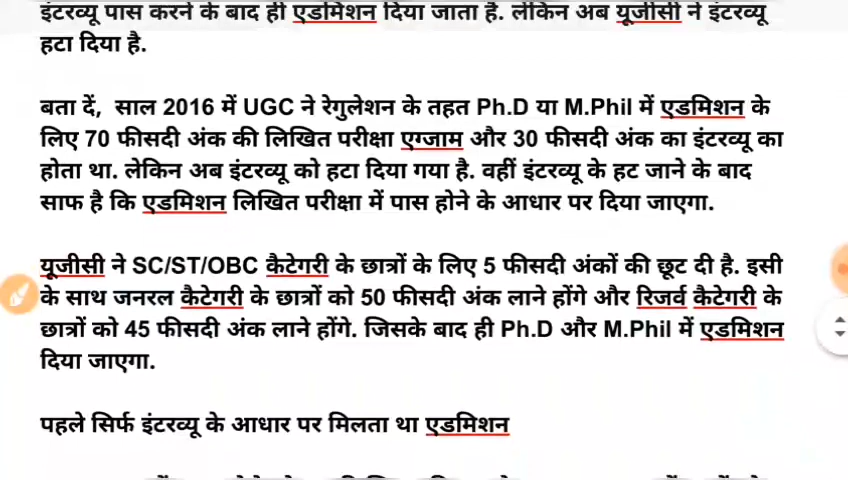 इंटरव्यू पास करने के बाद ही एडमिशन दिया जाता है. लेकिन अब यूजीसी ने इंटरव्यू
हटा दिया है.
बता दें, साल 2016 में UGC ने रेगुलेशन के तहत Ph.D या M.Phil में एडमिशन के
लिए 70 फीसदी अंक की लिखित परीक्षा एग्जाम और 30 फीसदी अंक का इंटरव्यू का
होता था. लेकिन अब इंटरव्यू को हटा दिया गया है. वहीं इंटरव्यू के हट जाने के बाद
साफ है कि एडमिशन लिखित परीक्षा में पास होने के आधार पर दिया जाएगा.
यूजीसी ने SC/ST/OBC कैटेगरी के छात्रों के लिए 5 फीसदी अंकों की छूट दी है. इसी
के साथ जनरल कैटेगरी के छात्रों को 50 फीसदी अंक लाने होंगे और रिजर्व कैटेगरी के
छात्रों को 45 फीसदी अंक लाने होंगे. जिसके बाद ही Ph.D और M.Phil में एडमिशन
दिया जाएगा.
पहले सिर्फ इंटरव्यू के आधार पर मिलता था एडमिशन